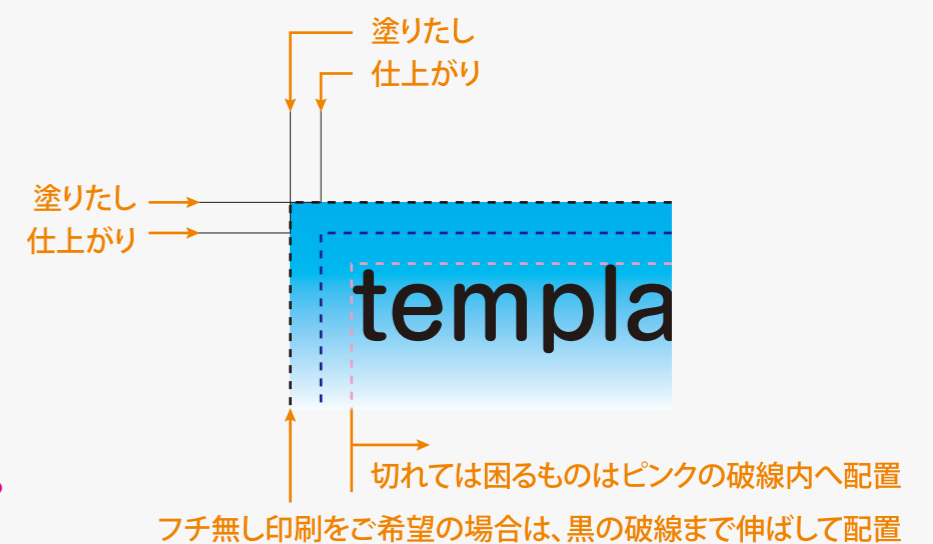 塗りたし
仕上がり
塗りたし
仕上がり
templa
切れては困るものはピンクの破線内へ配置
フチ無し印刷をご希望の場合は、黒の破線まで伸ばして配置